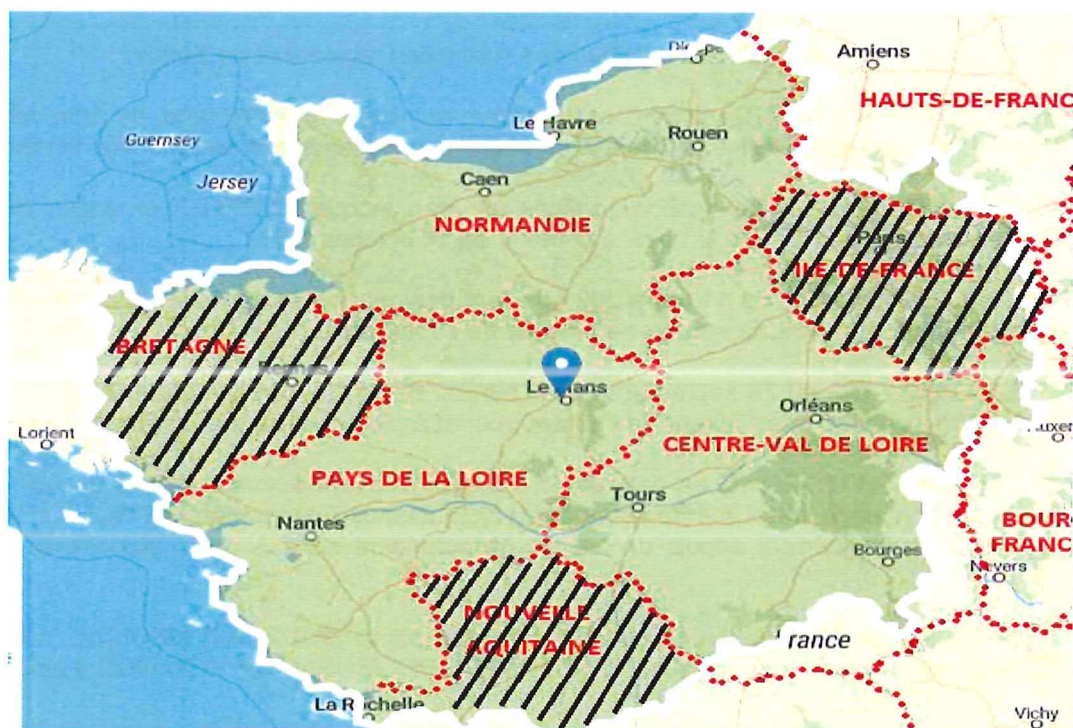 Amiens
HAUTS-DE-FRANC
Le Havre
Rouen
Guernsey
Jersey
Caen
NORMANDIE
Paris
ILE-DE-FRANCE
BRETAGNE
Rennes
Le Mans
Orléans
Lorient
CENTRE-VAL DE LOIRE
PAYS DE LA LOIRE
Tours
Nantes
BOUR
FRANC
Bourges
Nevers
NOUVELLE
AQUITAINE
rance
La Rochelle
Vichy